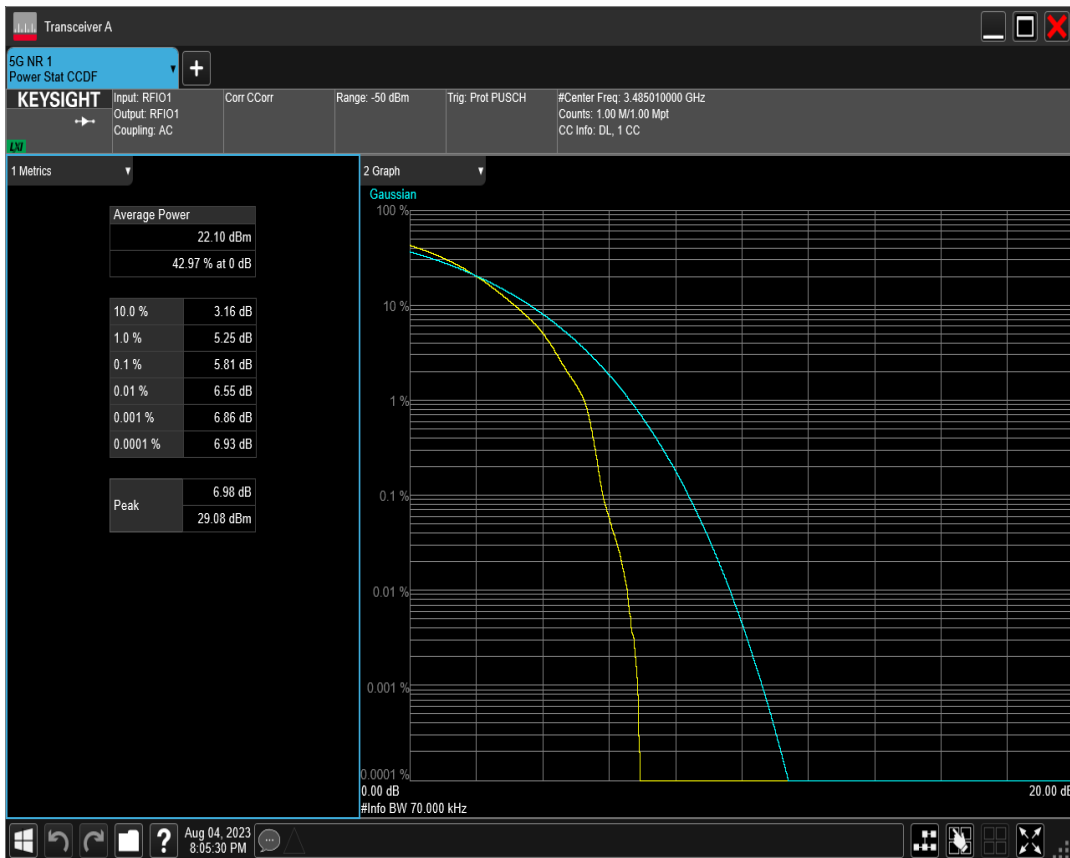 Transceiver A
5G NR 1
Power Stat CCDF
+
KEYSIGHT
LXI
Input: RFIO1
Output: RFIO1
Coupling: AC
Corr CCorr
Range: -50 dBm
Trig: Prot PUSCH
#Center Freq: 3.485010000 GHz
Counts: 1.00 M/1.00 Mpt
CC Info: DL, 1 CC
1 Metrics
Average Power
22.10 dBm
42.97 % at 0 dB
10.0 % 3.16 dB
1.0 % 5.25 dB
0.1 % 5.81 dB
0.01 % 6.55 dB
0.001 % 6.86 dB
0.0001 % 6.93 dB
Peak
6.98 dB
29.08 dBm
2 Graph
Gaussian
100 %
10 %
1 %
0.1 %
0.01 %
0.001 %
0.0001 %
0.00 dB 20.00 dB
#Info BW 70.000 kHz
?
Aug 04, 2023
8:05:30 PM